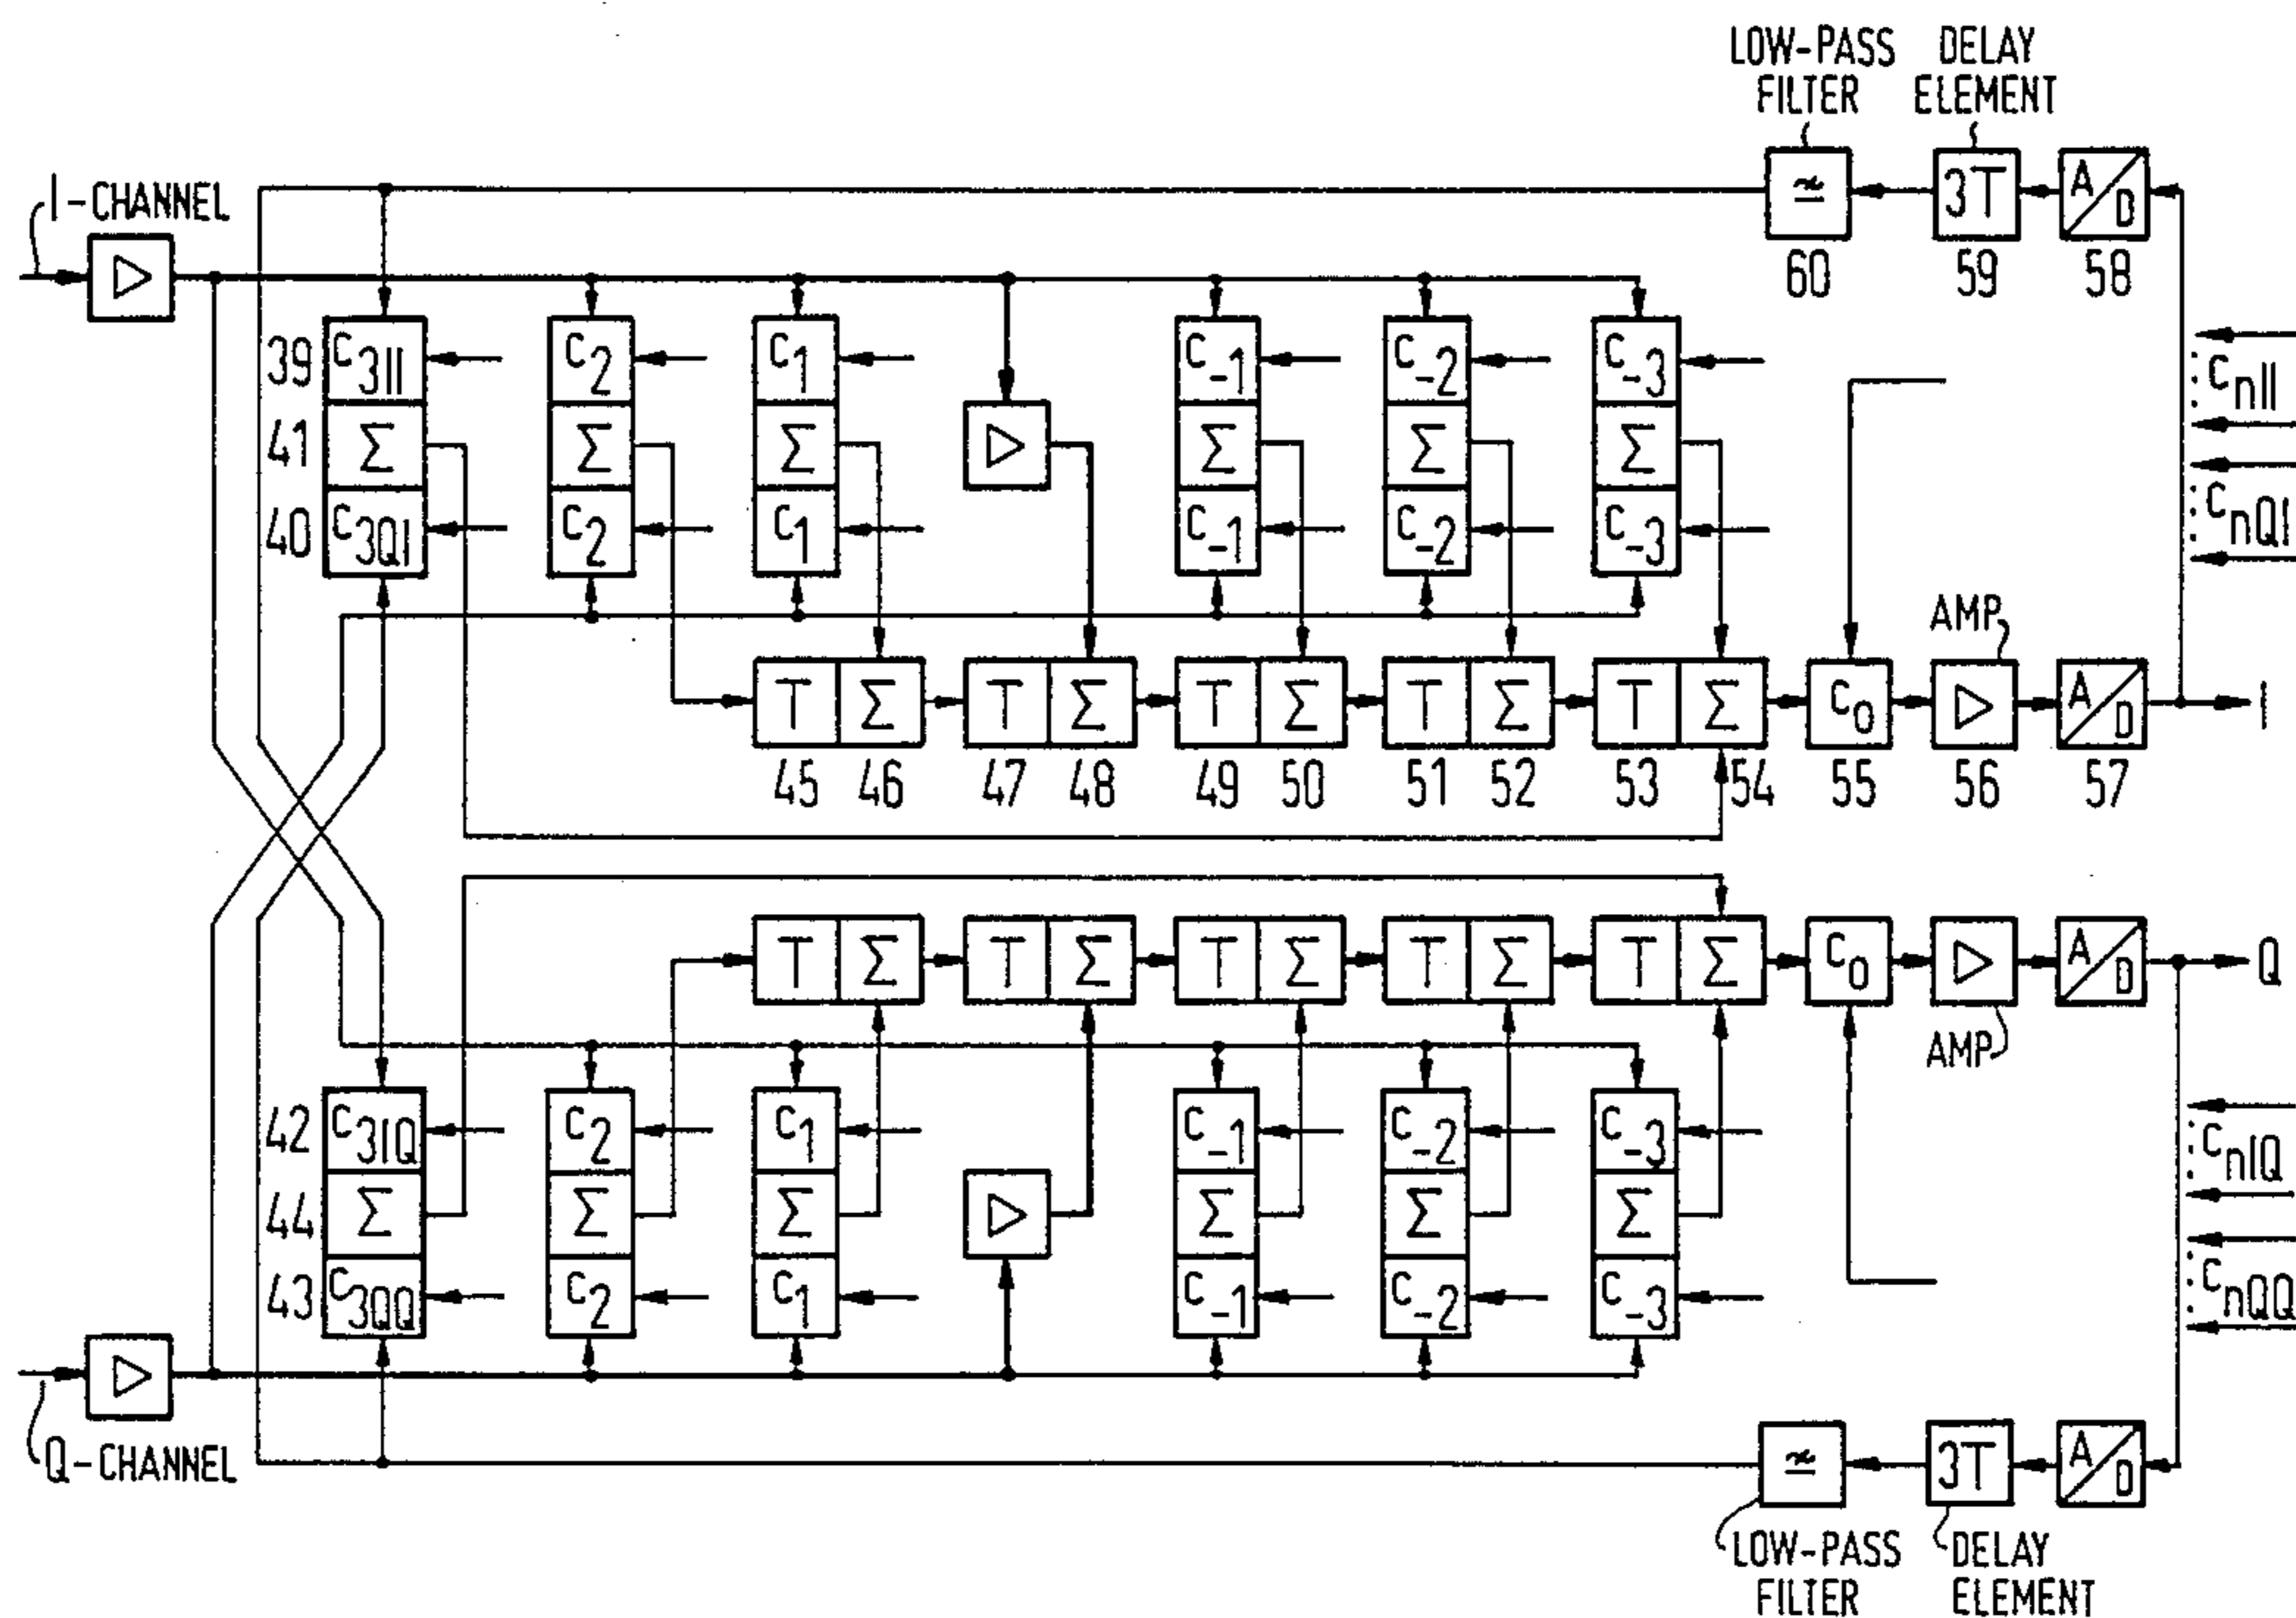 LOW-PASS FILTER
DELAY ELEMENT
I-CHANNEL
≃ 3T A/D
60 59 58
39 C3II C2 C1 C-1 C-2 C-3
CnII
41 Σ Σ Σ ▷ Σ Σ Σ
40 C3QI C2 C1 C-1 C-2 C-3
CnQI
AMP
T Σ T Σ T Σ T Σ T Σ C0 ▷ A/D I
45 46 47 48 49 50 51 52 53 54 55 56 57
T Σ T Σ T Σ T Σ T Σ C0 ▷ A/D Q
AMP
42 C3IQ C2 C1 C-1 C-2 C-3
CnIQ
44 Σ Σ Σ ▷ Σ Σ Σ
43 C3QQ C2 C1 C-1 C-2 C-3
CnQQ
Q-CHANNEL
≃ 3T A/D
LOW-PASS FILTER
DELAY ELEMENT